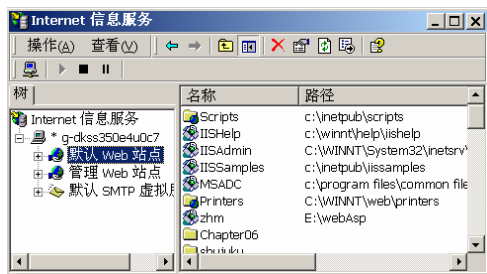 Internet 信息服务
操作(A) 查看(V)
树
名称 路径
Internet 信息服务
* g-dkss350e4u0c7
默认 Web 站点
管理 Web 站点
默认 SMTP 虚拟
Scripts c:\inetpub\scripts
IISHelp c:\winnt\help\iishelp
IISAdmin C:\WINNT\System32\inetsrv\
IISSamples c:\inetpub\iissamples
MSADC c:\program files\common file
Printers C:\WINNT\web\printers
zhm E:\webAsp
Chapter06
shujuku